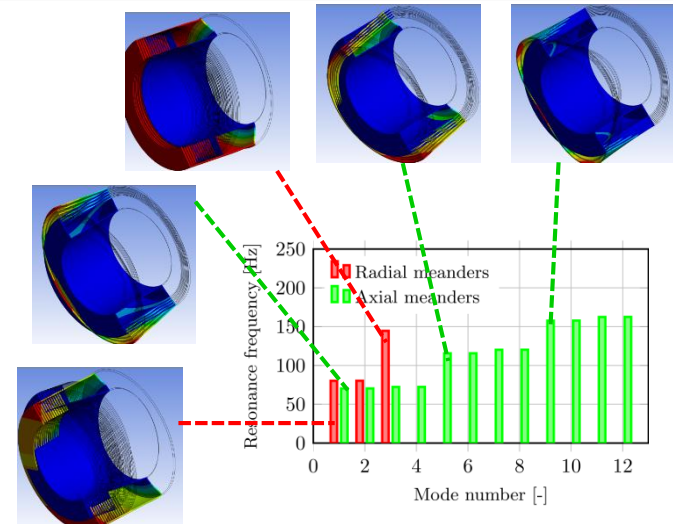 250
200
150
100
50
0
Resonance frequency [Hz]
Radial meanders
Axial meanders
0 2 4 6 8 10 12
Mode number [-]